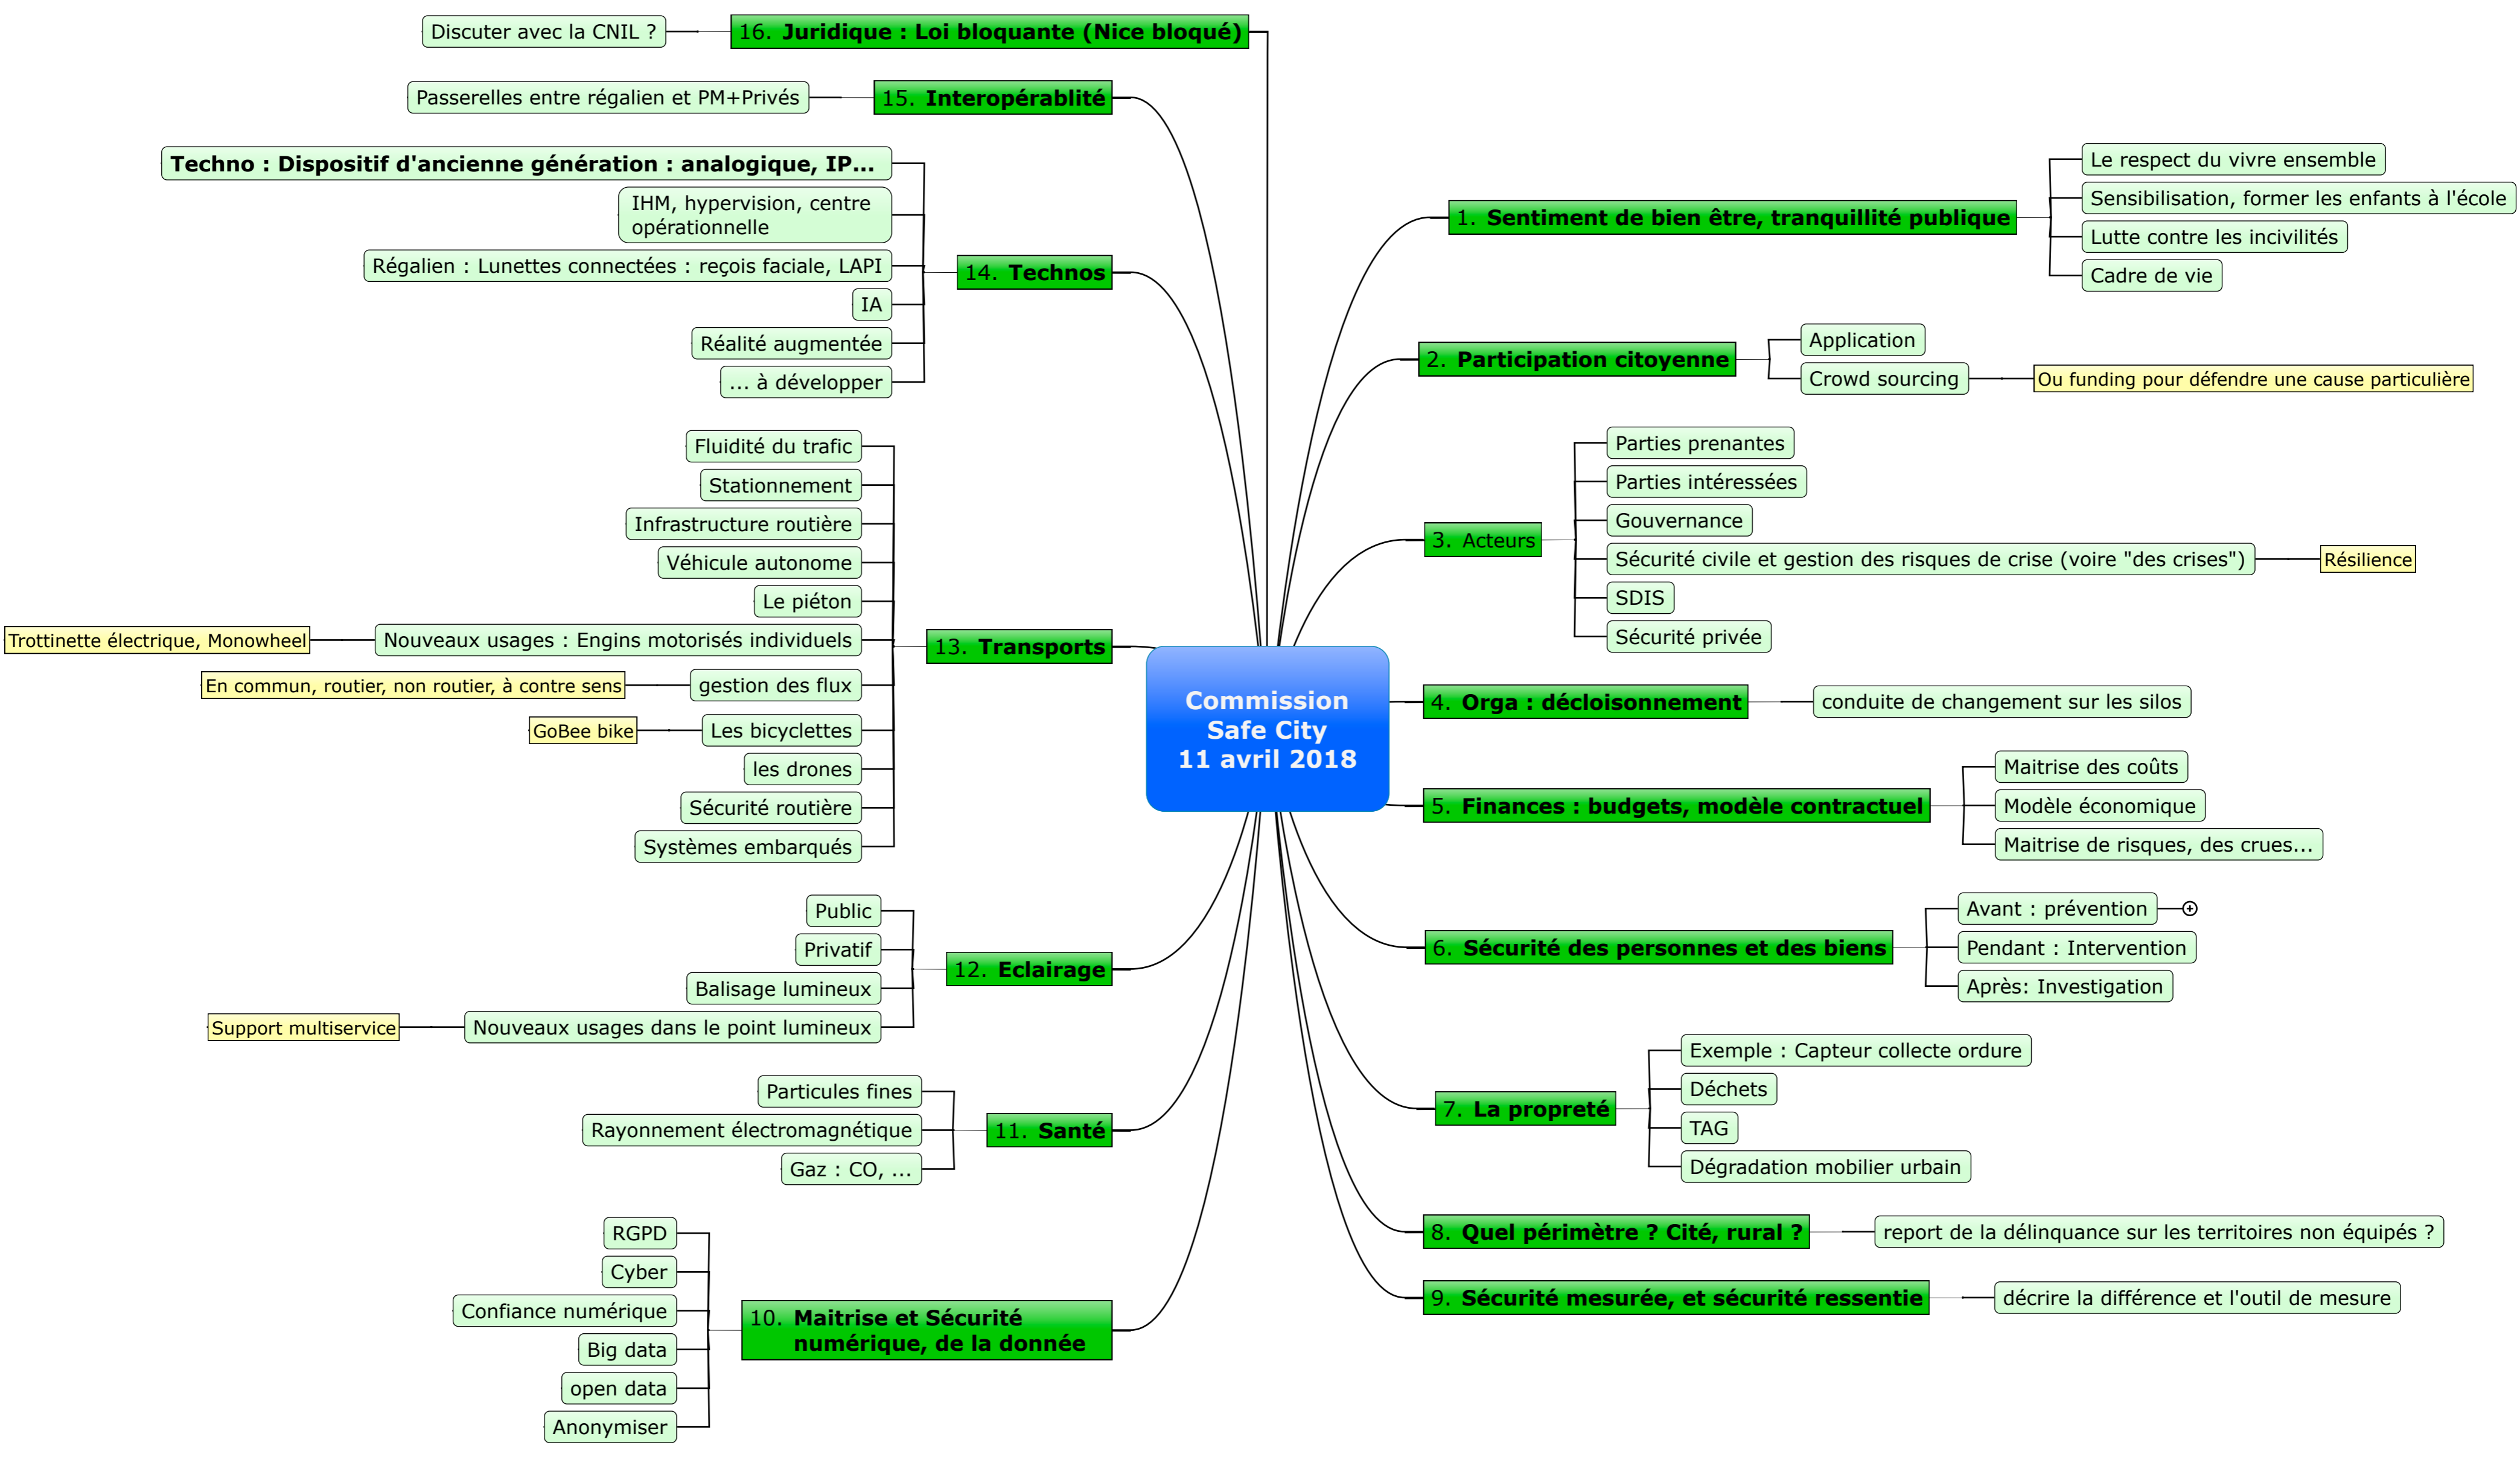 Commission
Safe City
11 avril 2018
1. Sentiment de bien être, tranquillité publique
Le respect du vivre ensemble
Sensibilisation, former les enfants à l'école
Lutte contre les incivilités
Cadre de vie
2. Participation citoyenne
Application
Crowd sourcing
Ou funding pour défendre une cause particulière
3. Acteurs
Parties prenantes
Parties intéressées
Gouvernance
Sécurité civile et gestion des risques de crise (voire "des crises")
Résilience
SDIS
Sécurité privée
4. Orga : décloisonnement
conduite de changement sur les silos
5. Finances : budgets, modèle contractuel
Maitrise des coûts
Modèle économique
Maitrise de risques, des crues...
6. Sécurité des personnes et des biens
Avant : prévention
Pendant : Intervention
Après: Investigation
7. La propreté
Exemple : Capteur collecte ordure
Déchets
TAG
Dégradation mobilier urbain
8. Quel périmètre ? Cité, rural ?
report de la délinquance sur les territoires non équipés ?
9. Sécurité mesurée, et sécurité ressentie
décrire la différence et l'outil de mesure
10. Maitrise et Sécurité
numérique, de la donnée
RGPD
Cyber
Confiance numérique
Big data
open data
Anonymiser
11. Santé
Particules fines
Rayonnement électromagnétique
Gaz : CO, ...
12. Eclairage
Public
Privatif
Balisage lumineux
Nouveaux usages dans le point lumineux
Support multiservice
13. Transports
Fluidité du trafic
Stationnement
Infrastructure routière
Véhicule autonome
Le piéton
Nouveaux usages : Engins motorisés individuels
Trottinette électrique, Monowheel
gestion des flux
En commun, routier, non routier, à contre sens
Les bicyclettes
GoBee bike
les drones
Sécurité routière
Systèmes embarqués
14. Technos
Techno : Dispositif d'ancienne génération : analogique, IP...
IHM, hypervision, centre
opérationnelle
Régalien : Lunettes connectées : reçois faciale, LAPI
IA
Réalité augmentée
... à développer
15. Interopérablité
Passerelles entre régalien et PM+Privés
16. Juridique : Loi bloquante (Nice bloqué)
Discuter avec la CNIL ?